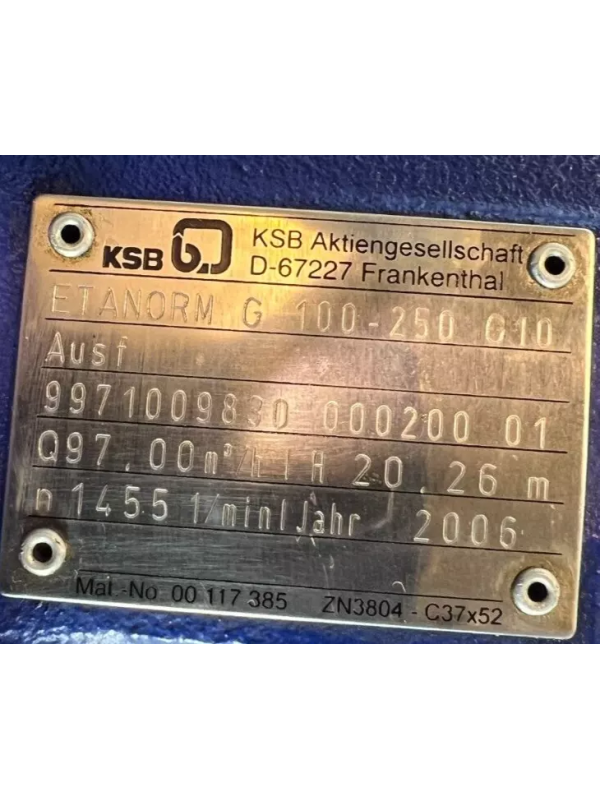 KSB KSB Aktiengesellschaft
D-67227 Frankenthal
ETANORM G 100-250 G10
Ausf
9971009830 000200 01
Q97,00m³/h H 20,26 m
n 1455 1/min Jahr 2006
Mat.-No 00 117 385 ZN3804 - C37x52